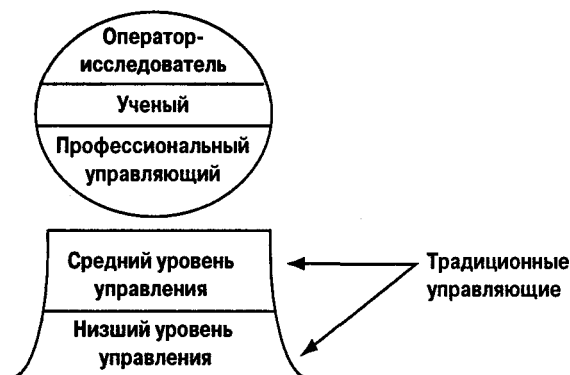 Оператор-
исследователь
Ученый
Профессиональный
управляющий
Средний уровень
управления
Традиционные
управляющие
Низший уровень
управления